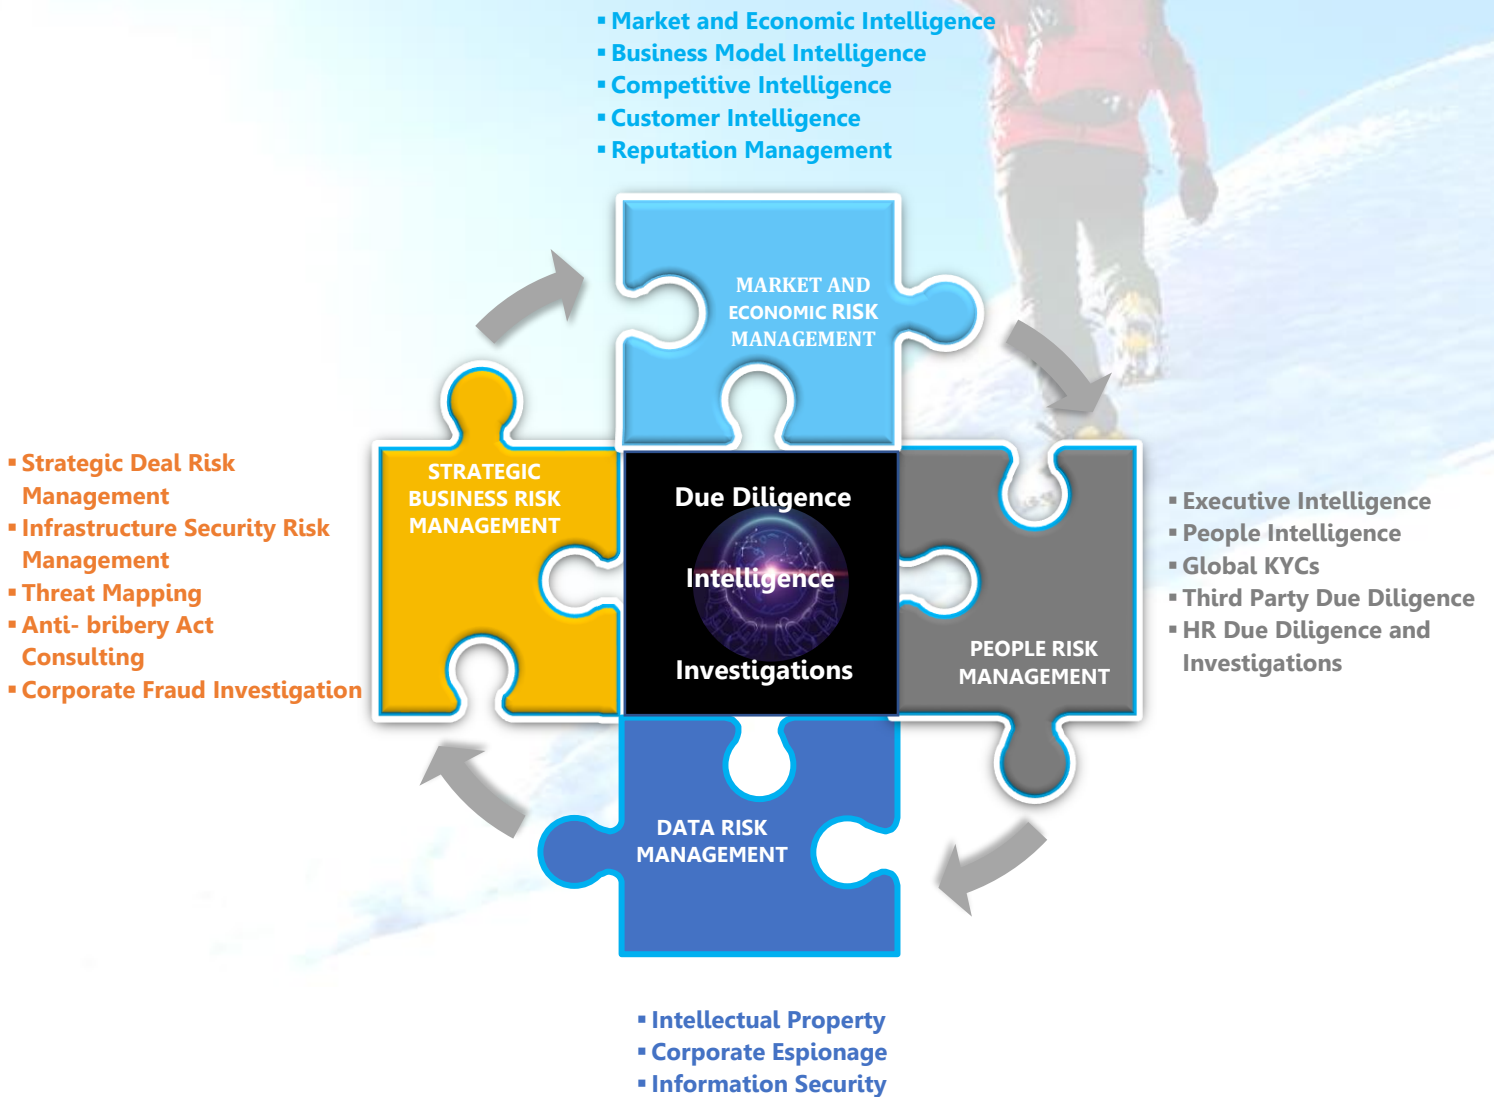 ▪ Market and Economic Intelligence
▪ Business Model Intelligence
▪ Competitive Intelligence
▪ Customer Intelligence
▪ Reputation Management
MARKET AND
ECONOMIC RISK
MANAGEMENT
▪ Strategic Deal Risk
Management
▪ Infrastructure Security Risk
Management
▪ Threat Mapping
▪ Anti- bribery Act
Consulting
▪ Corporate Fraud Investigation
STRATEGIC
BUSINESS RISK
MANAGEMENT
Due Diligence
Intelligence
Investigations
PEOPLE RISK
MANAGEMENT
▪ Executive Intelligence
▪ People Intelligence
▪ Global KYCs
▪ Third Party Due Diligence
▪ HR Due Diligence and
Investigations
DATA RISK
MANAGEMENT
▪ Intellectual Property
▪ Corporate Espionage
▪ Information Security